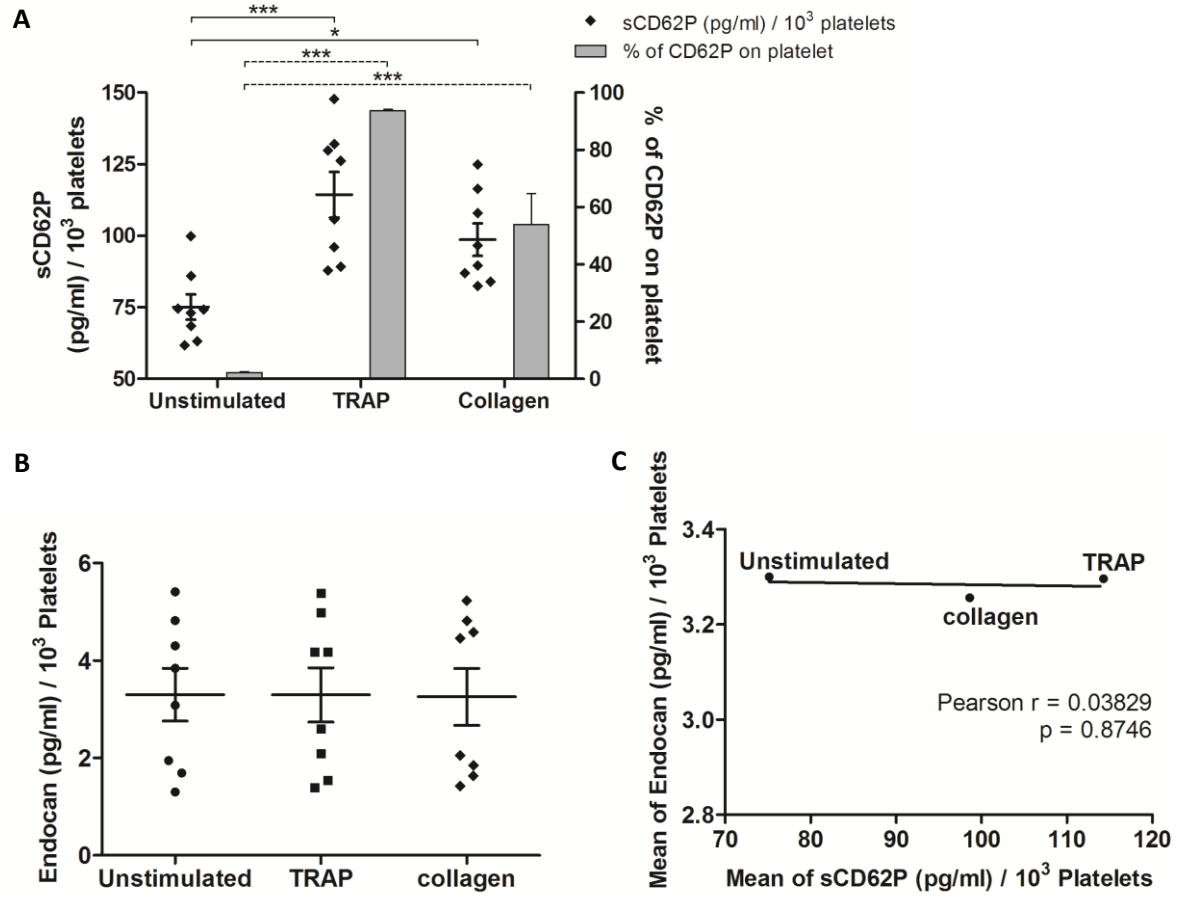 A
***
*
***
***
sCD62P (pg/ml) / 10³ platelets
% of CD62P on platelet
sCD62P
(pg/ml) / 10³ platelets
150
125
100
75
50
100
80
60
40
20
0
% of CD62P on platelet
Unstimulated TRAP Collagen
B
Endocan (pg/ml) / 10³ Platelets
6
4
2
0
Unstimulated TRAP collagen
C
Mean of Endocan (pg/ml) / 10³ Platelets
3.4
3.2
3.0
2.8
Unstimulated
TRAP
collagen
Pearson r = 0.03829
p = 0.8746
70 80 90 100 110 120
Mean of sCD62P (pg/ml) / 10³ Platelets